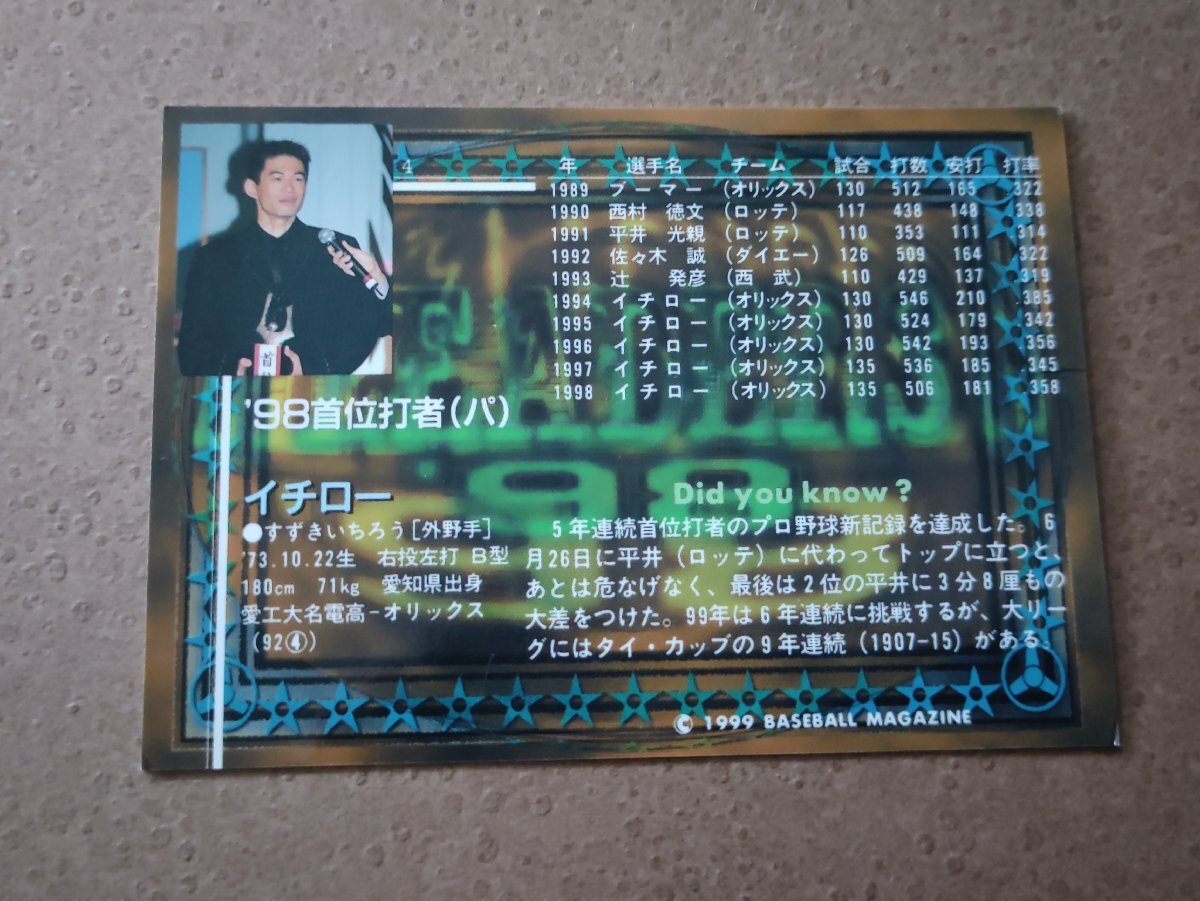 4
年 選手名 チーム 試合 打数 安打 打率
1989 ブーマー (オリックス) 130 512 165 .322
1990 西村 徳文 (ロッテ) 117 438 148 .338
1991 平井 光親 (ロッテ) 110 353 111 .314
1992 佐々木 誠 (ダイエー) 126 509 164 .322
1993 辻 発彦 (西 武) 110 429 137 .319
1994 イチロー (オリックス) 130 546 210 .385
1995 イチロー (オリックス) 130 524 179 .342
1996 イチロー (オリックス) 130 542 193 .356
1997 イチロー (オリックス) 135 536 185 .345
1998 イチロー (オリックス) 135 506 181 .358
首
'98首位打者(パ)
LEADERS
'98
イチロー
●すずきいちろう[外野手]
'73.10.22生 右投左打 B型
180cm 71kg 愛知県出身
愛工大名電高-オリックス
(92④)
Did you know?
5年連続首位打者のプロ野球新記録を達成した。6
月26日に平井(ロッテ)に代わってトップに立つと、
あとは危なげなく、最後は2位の平井に3分8厘もの
大差をつけた。99年は6年連続に挑戦するが、大リー
グにはタイ・カッブの9年連続(1907-15)がある。
© 1999 BASEBALL MAGAZINE